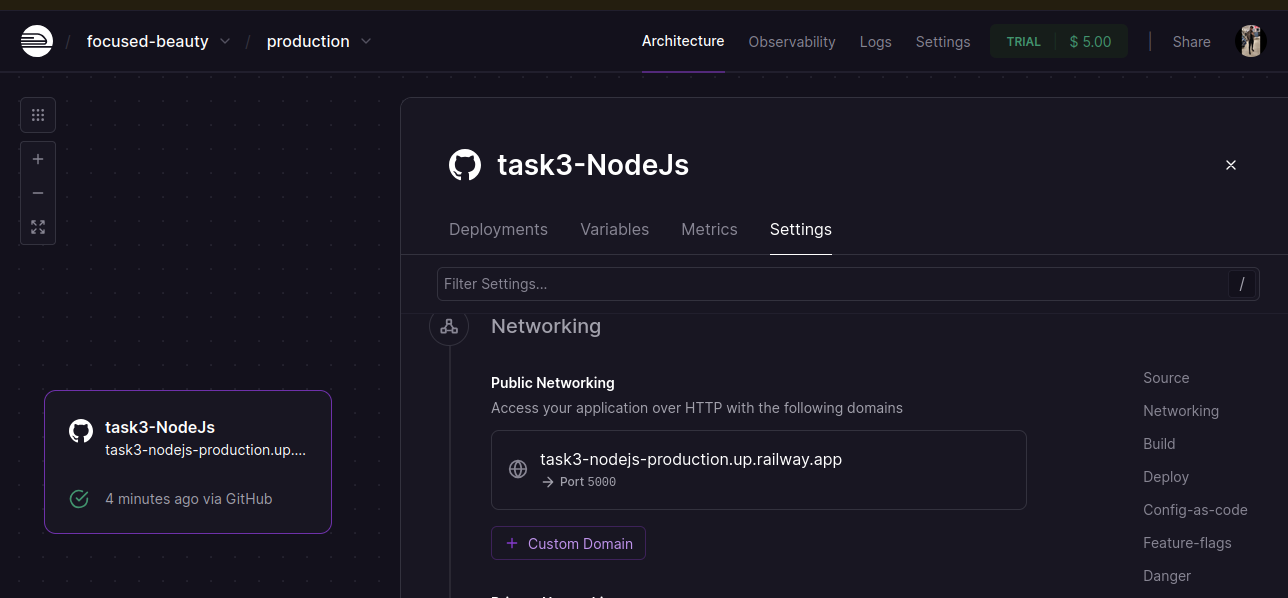 / focused-beauty / production
Architecture Observability Logs Settings TRIAL $ 5.00 Share
task3-NodeJs
Deployments Variables Metrics Settings
Filter Settings... /
Networking
Public Networking
Access your application over HTTP with the following domains
task3-nodejs-production.up.railway.app
→ Port 5000
+ Custom Domain
Source
Networking
Build
Deploy
Config-as-code
Feature-flags
Danger
task3-NodeJs
task3-nodejs-production.up....
4 minutes ago via GitHub